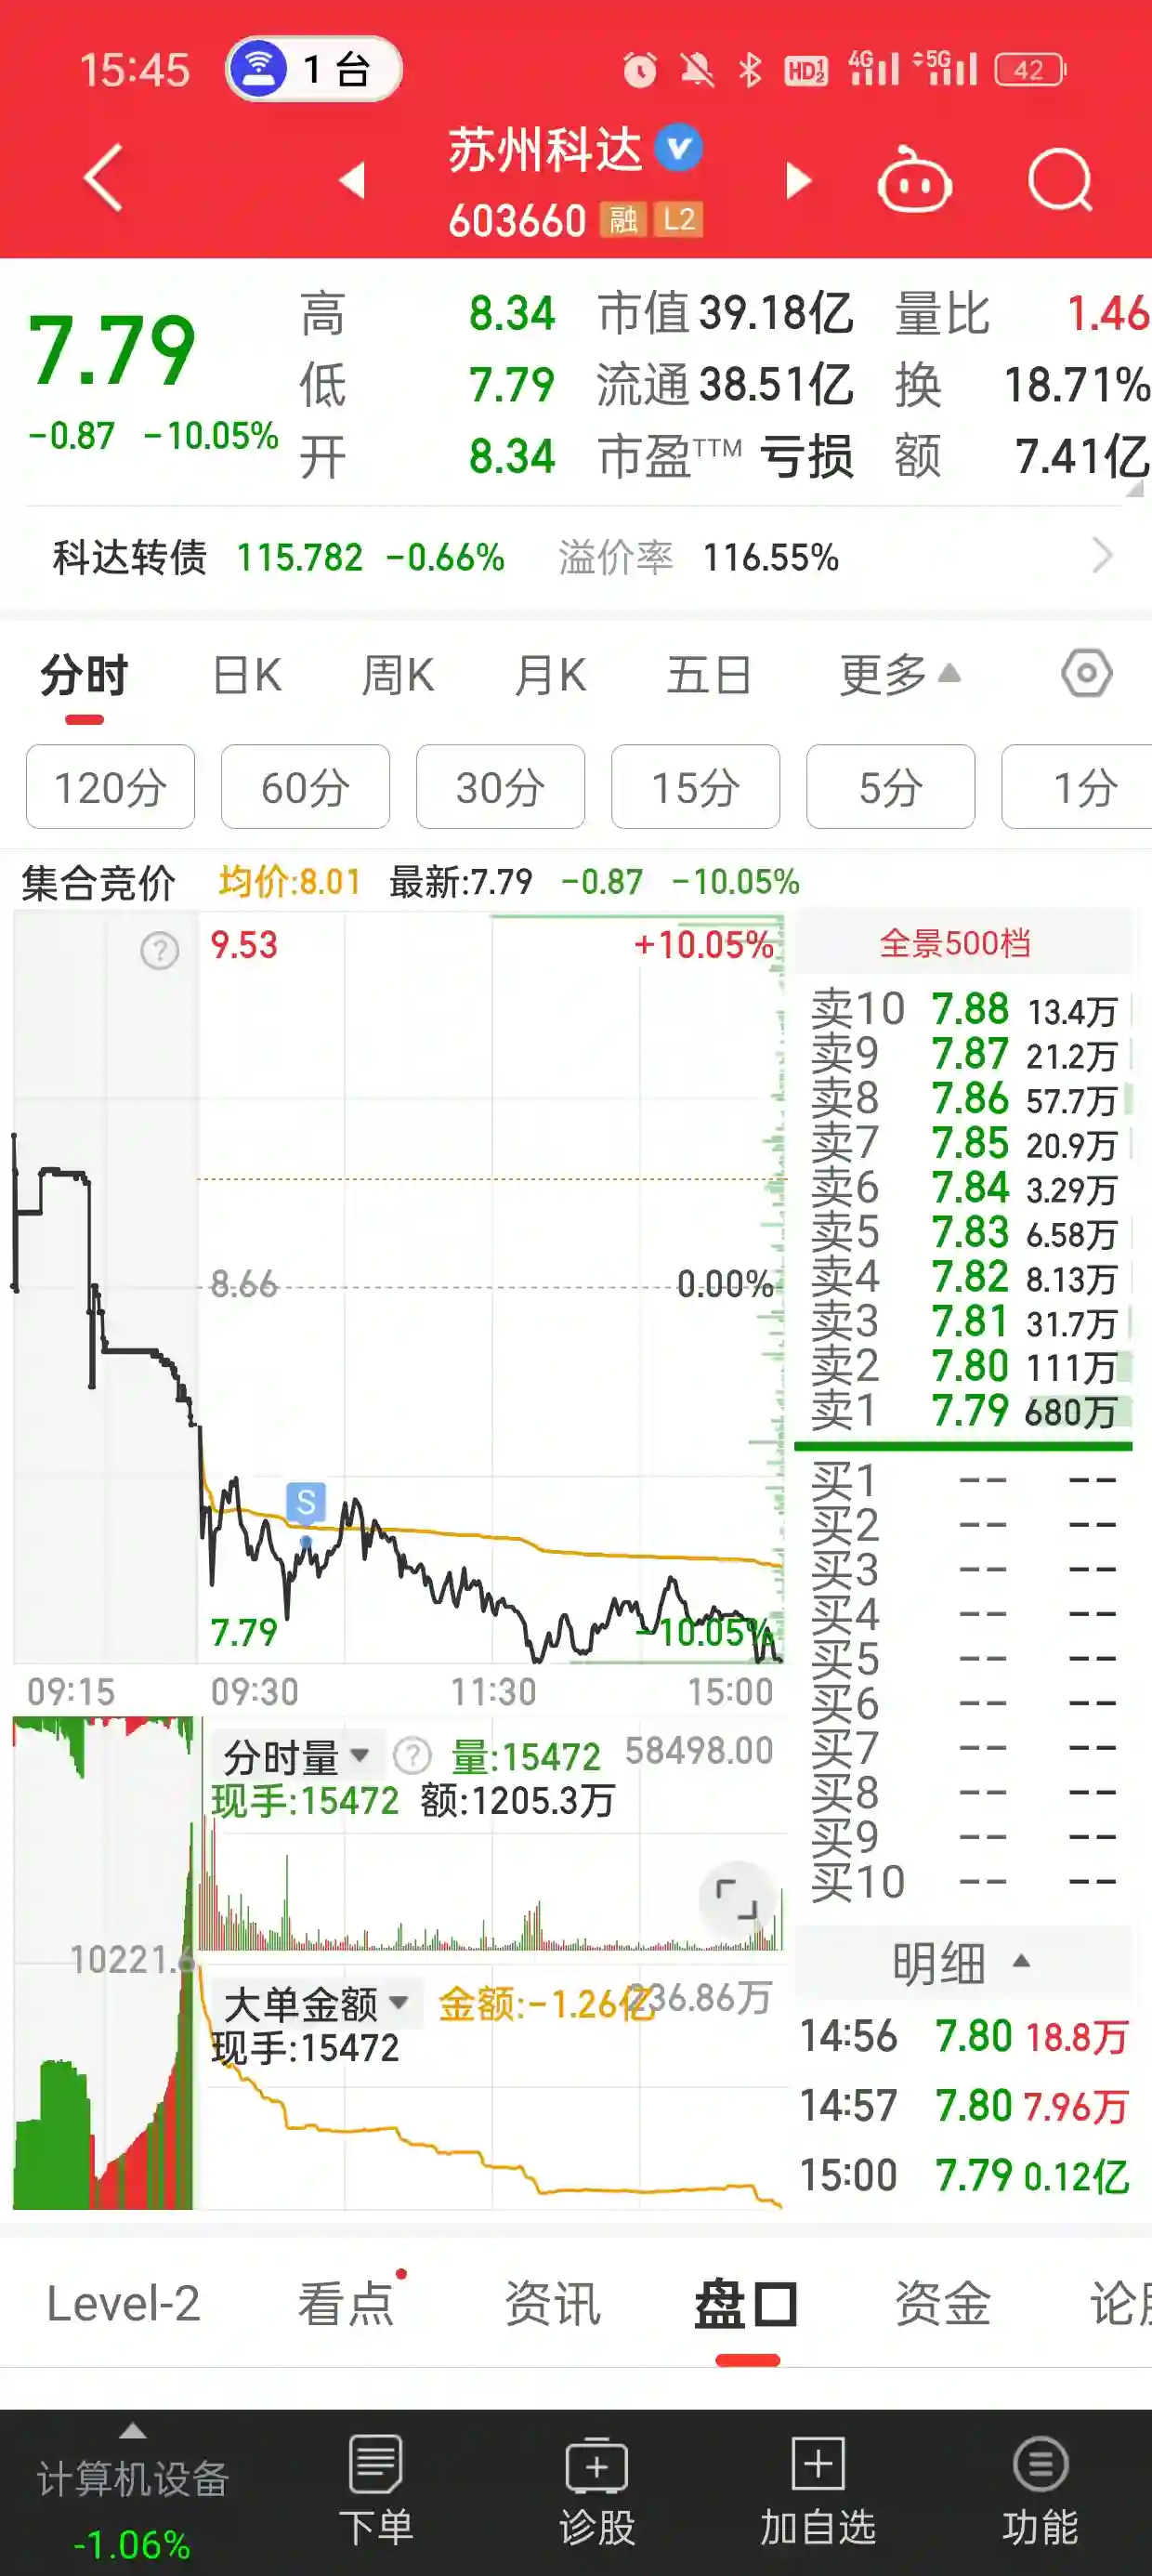 15:45 1 台 HD 1 2 4G 5G 42
苏州科达
603660 融 L2
7.79
-0.87 -10.05%
高 8.34 市值 39.18亿 量比 1.46
低 7.79 流通 38.51亿 换 18.71%
开 8.34 市盈TTM 亏损 额 7.41亿
科达转债 115.782 -0.66% 溢价率 116.55%
分时 日K 周K 月K 五日 更多
120分 60分 30分 15分 5分 1分
集合竞价 均价:8.01 最新:7.79 -0.87 -10.05%
9.53 +10.05%
8.66 0.00%
S
7.79 -10.05%
09:15 09:30 11:30 15:00
全景500档
卖10 7.88 13.4万
卖9 7.87 21.2万
卖8 7.86 57.7万
卖7 7.85 20.9万
卖6 7.84 3.29万
卖5 7.83 6.58万
卖4 7.82 8.13万
卖3 7.81 31.7万
卖2 7.80 111万
卖1 7.79 680万
买1 -- --
买2 -- --
买3 -- --
买4 -- --
买5 -- --
买6 -- --
买7 -- --
买8 -- --
买9 -- --
买10 -- --
分时量 ? 量:15472 58498.00
现手:15472 额:1205.3万
10221.6
大单金额 金额:-1.26亿 236.86万
现手:15472
明细
14:56 7.80 18.8万
14:57 7.80 7.96万
15:00 7.79 0.12亿
Level-2 看点 资讯 盘口 资金 论股
计算机设备
-1.06%
下单 诊股 加自选 功能